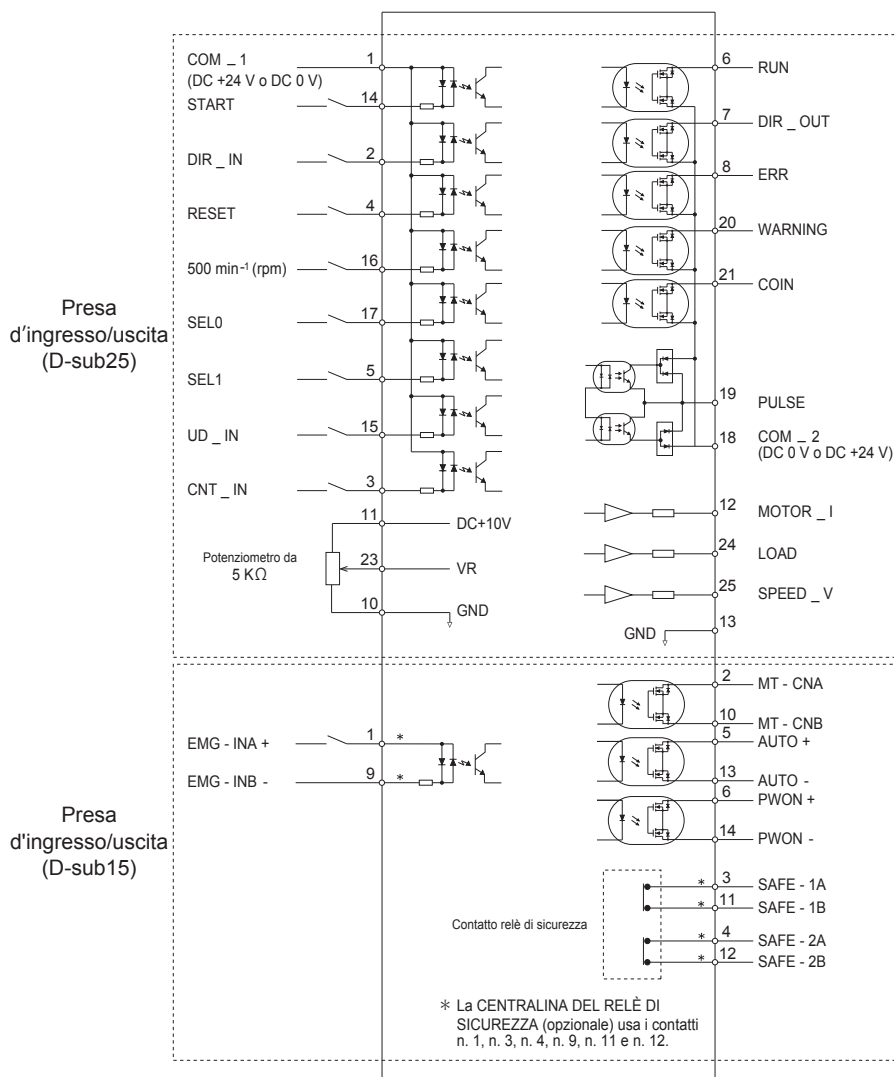 COM _ 1
(DC +24 V o DC 0 V)
1
START
14
DIR _ IN
2
RESET
4
500 min⁻¹ (rpm)
16
SEL0
17
SEL1
5
UD _ IN
15
CNT _ IN
3
11
DC+10V
Potenziometro da
5 KΩ
23
VR
10
GND
Presa
d'ingresso/uscita
(D-sub25)
6
RUN
7
DIR _ OUT
8
ERR
20
WARNING
21
COIN
19
PULSE
18
COM _ 2
(DC 0 V o DC +24 V)
12
MOTOR _ I
24
LOAD
25
SPEED _ V
GND
13
Presa
d'ingresso/uscita
(D-sub15)
EMG - INA +
1
*
EMG - INB -
9
*
2
MT - CNA
10
MT - CNB
5
AUTO +
13
AUTO -
6
PWON +
14
PWON -
Contatto relè di sicurezza
*
3
SAFE - 1A
*
11
SAFE - 1B
*
4
SAFE - 2A
*
12
SAFE - 2B
* La CENTRALINA DEL RELÈ DI
SICUREZZA (opzionale) usa i contatti
n. 1, n. 3, n. 4, n. 9, n. 11 e n. 12.